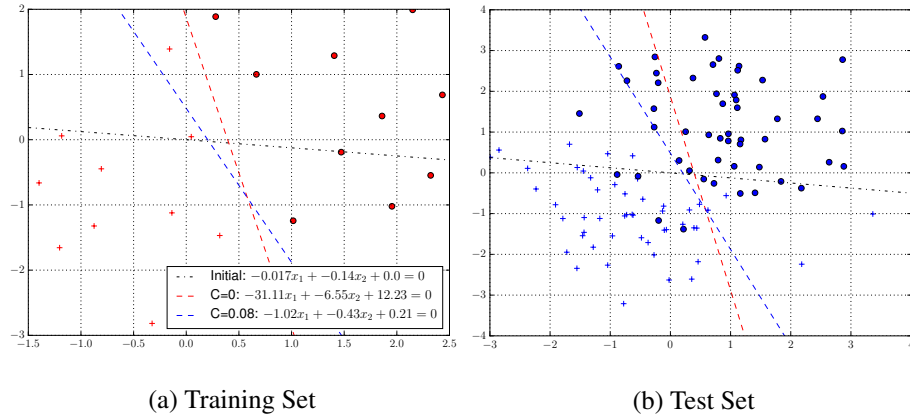 2
1
0
−1
−2
−3
−1.5 −1.0 −0.5 0.0 0.5 1.0 1.5 2.0 2.5
Initial: −0.017x₁ + −0.14x₂ + 0.0 = 0
C=0: −31.11x₁ + −6.55x₂ + 12.23 = 0
C=0.08: −1.02x₁ + −0.43x₂ + 0.21 = 0
(a) Training Set
4
3
2
1
0
−1
−2
−3
−4
−3 −2 −1 0 1 2 3 4
(b) Test Set